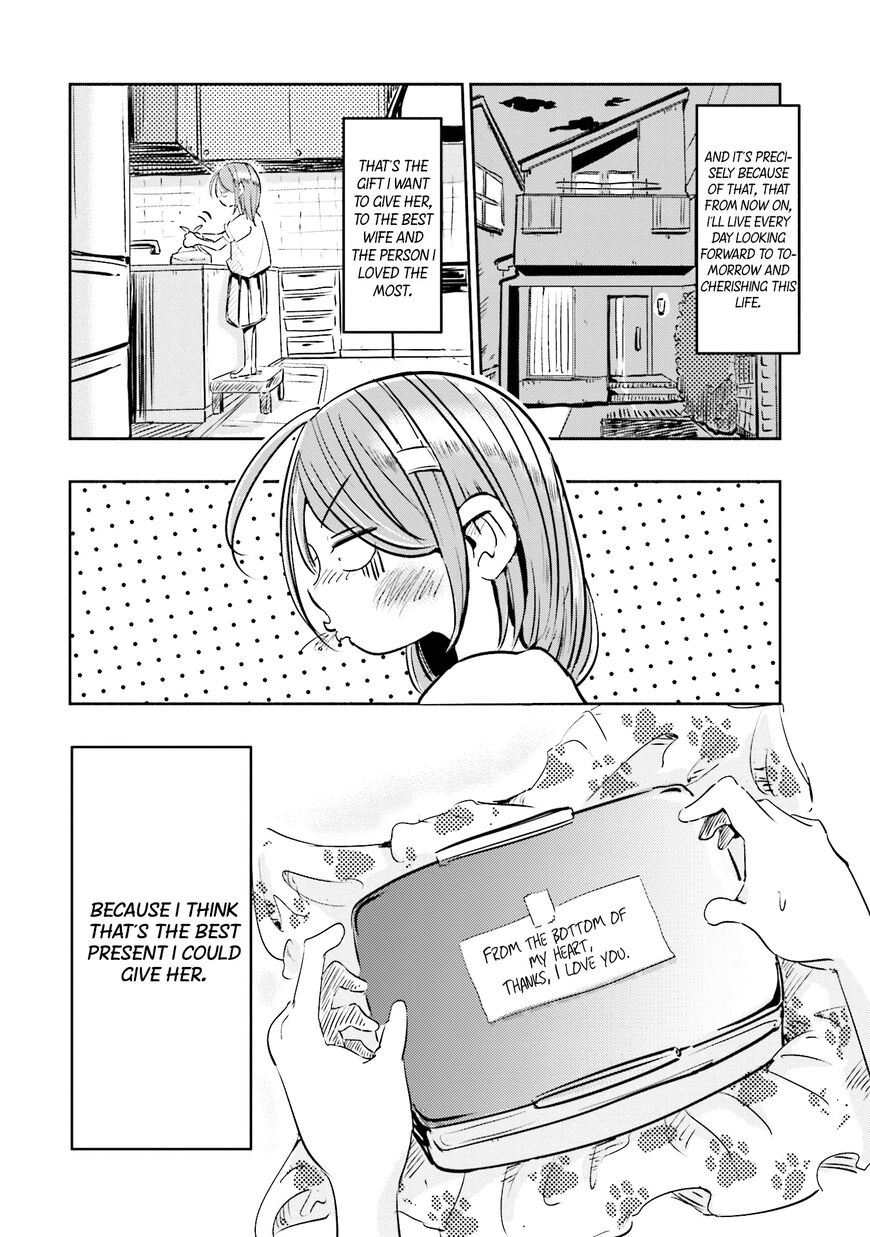 AND IT'S PRECI-
SELY BECAUSE
OF THAT, THAT
FROM NOW ON,
I'LL LIVE EVERY
DAY LOOKING
FORWARD TO TO-
MORROW AND
CHERISHING THIS
LIFE.
THAT'S THE
GIFT I WANT
TO GIVE HER,
TO THE BEST
WIFE AND
THE PERSON I
LOVED THE
MOST.
BECAUSE I THINK
THAT'S THE BEST
PRESENT I COULD
GIVE HER.
FROM THE BOTTOM OF
MY HEART,
THANKS, I LOVE YOU.